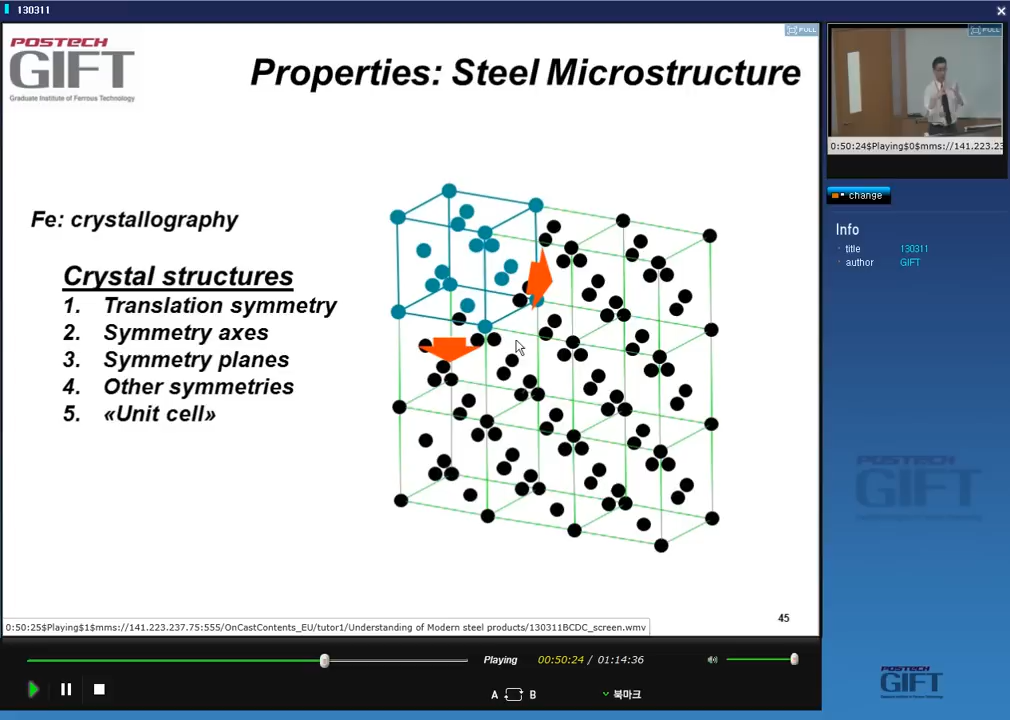 130311
POSTECH
GIFT
Graduate Institute of Ferrous Technology
Properties: Steel Microstructure
FULL
FULL
0:50:24$Playing$0$mms://141.223.23
change
Info
title 130311
author GIFT
Fe: crystallography
Crystal structures
1. Translation symmetry
2. Symmetry axes
3. Symmetry planes
4. Other symmetries
5. «Unit cell»
POSTECH
GIFT
45
0:50:25$Playing$1$mms://141.223.237.75:555/OnCastContents_EU/tutor1/Understanding of Modern steel products/130311BCDC_screen.wmv
Playing 00:50:24 / 01:14:36
A B 북마크
POSTECH
GIFT